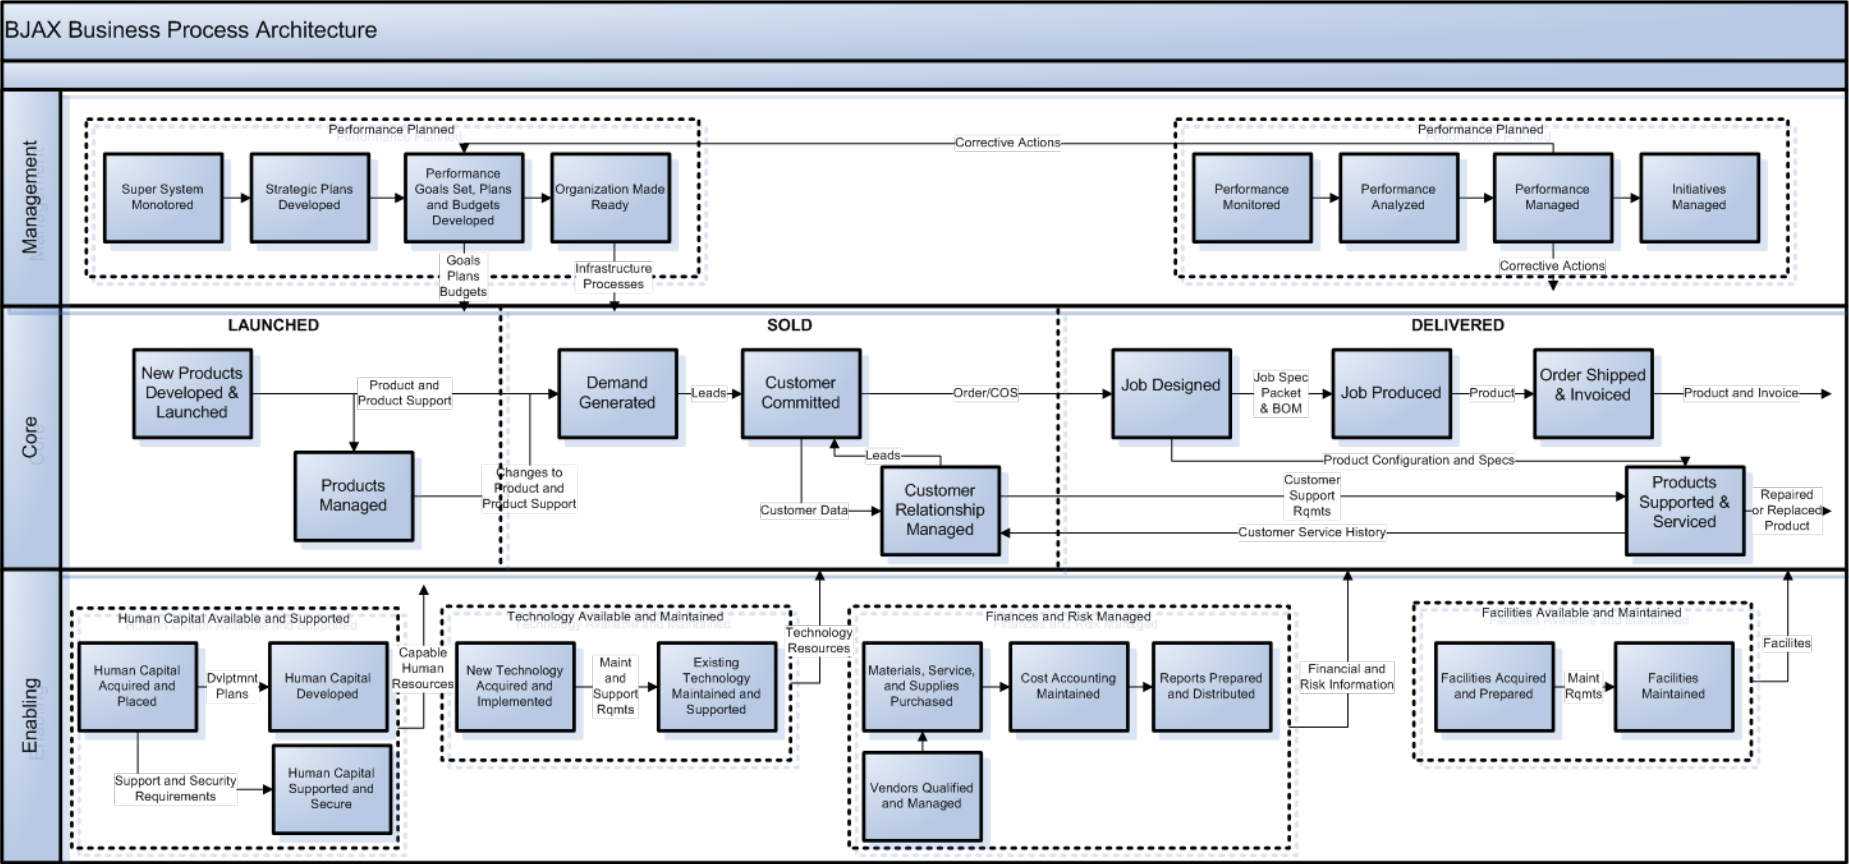 BJAX Business Process Architecture
Management
Performance Planned
Super System
Monotored
Strategic Plans
Developed
Performance
Goals Set, Plans
and Budgets
Developed
Organization Made
Ready
Goals
Plans
Budgets
Infrastructure
Processes
Corrective Actions
Performance Planned
Performance
Monitored
Performance
Analyzed
Performance
Managed
Initiatives
Managed
Corrective Actions
Core
LAUNCHED
New Products
Developed &
Launched
Product and
Product Support
Products
Managed
Changes to
Product and
Product Support
SOLD
Demand
Generated
Leads
Customer
Committed
Order/COS
Leads
Customer Data
Customer
Relationship
Managed
DELIVERED
Job Designed
Job Spec
Packet
& BOM
Job Produced
Product
Order Shipped
& Invoiced
Product and Invoice
Product Configuration and Specs
Customer
Support
Rqmts
Customer Service History
Products
Supported &
Serviced
Repaired
or Replaced
Product
Enabling
Human Capital Available and Supported
Human Capital
Acquired and
Placed
Dvlptmnt
Plans
Human Capital
Developed
Support and Security
Requirements
Human Capital
Supported and
Secure
Capable
Human
Resources
Technology Available and Maintained
New Technology
Acquired and
Implemented
Maint
and
Support
Rqmts
Existing
Technology
Maintained and
Supported
Technology
Resources
Finances and Risk Managed
Materials, Service,
and Supplies
Purchased
Cost Accounting
Maintained
Reports Prepared
and Distributed
Vendors Qualified
and Managed
Financial and
Risk Information
Facilities Available and Maintained
Facilities Acquired
and Prepared
Maint
Rqmts
Facilities
Maintained
Facilites